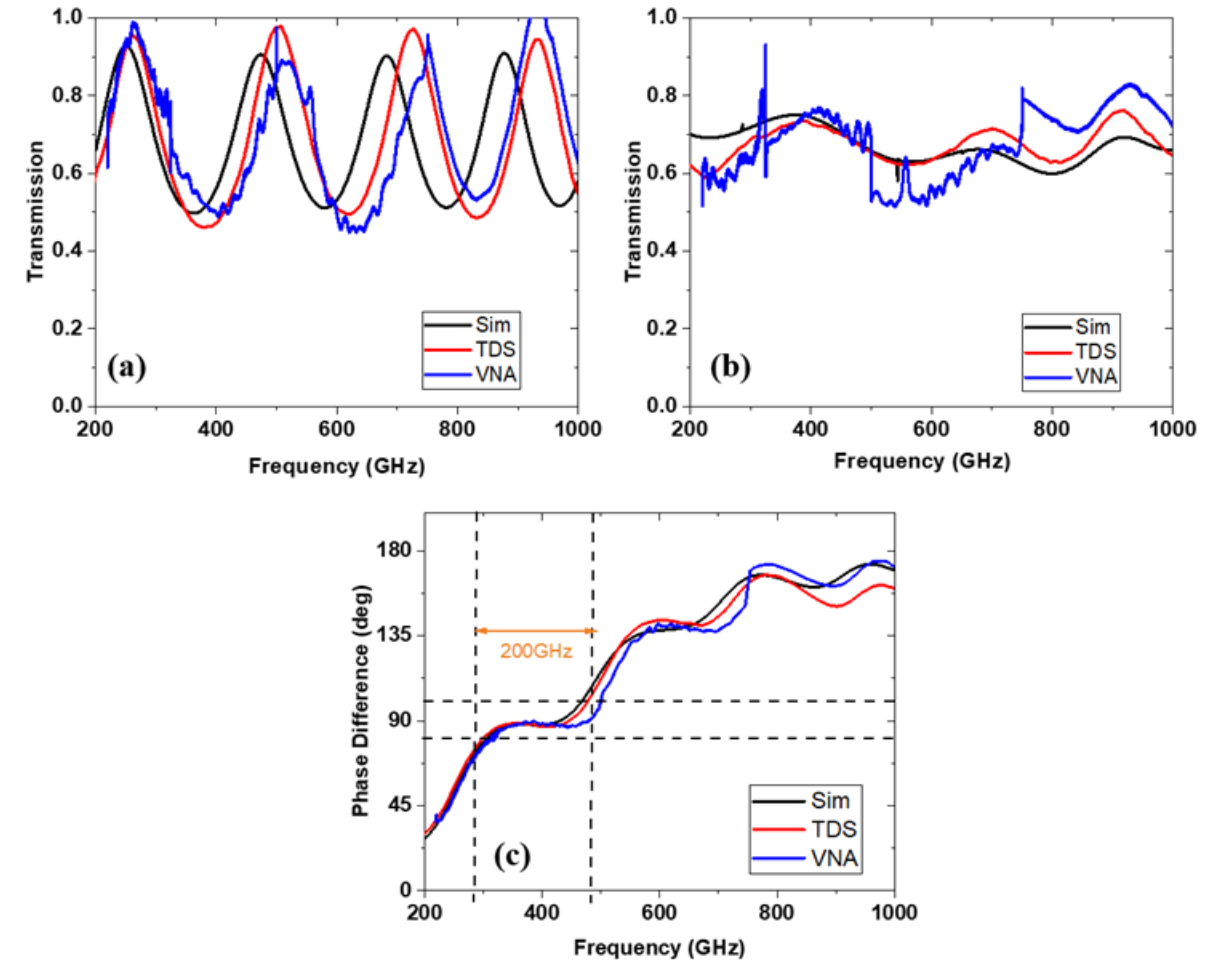 1.0
0.8
0.6
0.4
0.2
0.0
Transmission
Sim
TDS
VNA
(a)
200 400 600 800 1000
Frequency (GHz)
1.0
0.8
0.6
0.4
0.2
0.0
Transmission
Sim
TDS
VNA
(b)
200 400 600 800 1000
Frequency (GHz)
180
135
90
45
0
Phase Difference (deg)
200GHz
Sim
TDS
VNA
(c)
200 400 600 800 1000
Frequency (GHz)